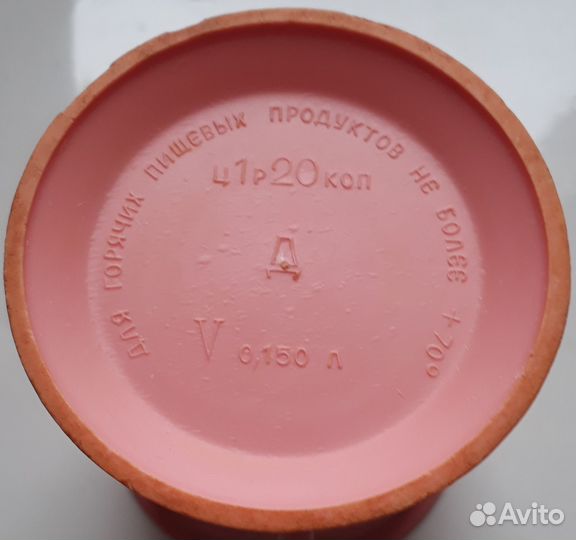 ДЛЯ ГОРЯЧИХ ПИЩЕВЫХ ПРОДУКТОВ НЕ БОЛЕЕ +70°
Ц1Р20КОП
Д
V 0,150 Л
Avito